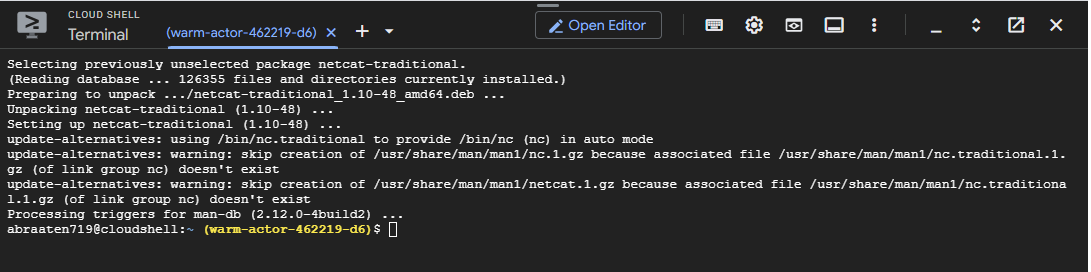 CLOUD SHELL
Terminal
(warm-actor-462219-d6)
Open Editor
Selecting previously unselected package netcat-traditional.
(Reading database ... 126355 files and directories currently installed.)
Preparing to unpack .../netcat-traditional_1.10-48_amd64.deb ...
Unpacking netcat-traditional (1.10-48) ...
Setting up netcat-traditional (1.10-48) ...
update-alternatives: using /bin/nc.traditional to provide /bin/nc (nc) in auto mode
update-alternatives: warning: skip creation of /usr/share/man/man1/nc.1.gz because associated file /usr/share/man/man1/nc.traditional.1.
gz (of link group nc) doesn't exist
update-alternatives: warning: skip creation of /usr/share/man/man1/netcat.1.gz because associated file /usr/share/man/man1/nc.traditiona
l.1.gz (of link group nc) doesn't exist
Processing triggers for man-db (2.12.0-4build2) ...
abraaten719@cloudshell:~ (warm-actor-462219-d6)$